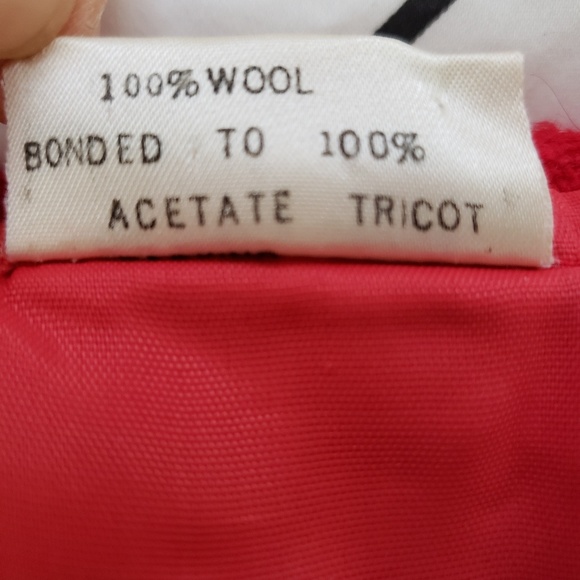 100% WOOL
BONDED TO 100%
ACETATE TRICOT